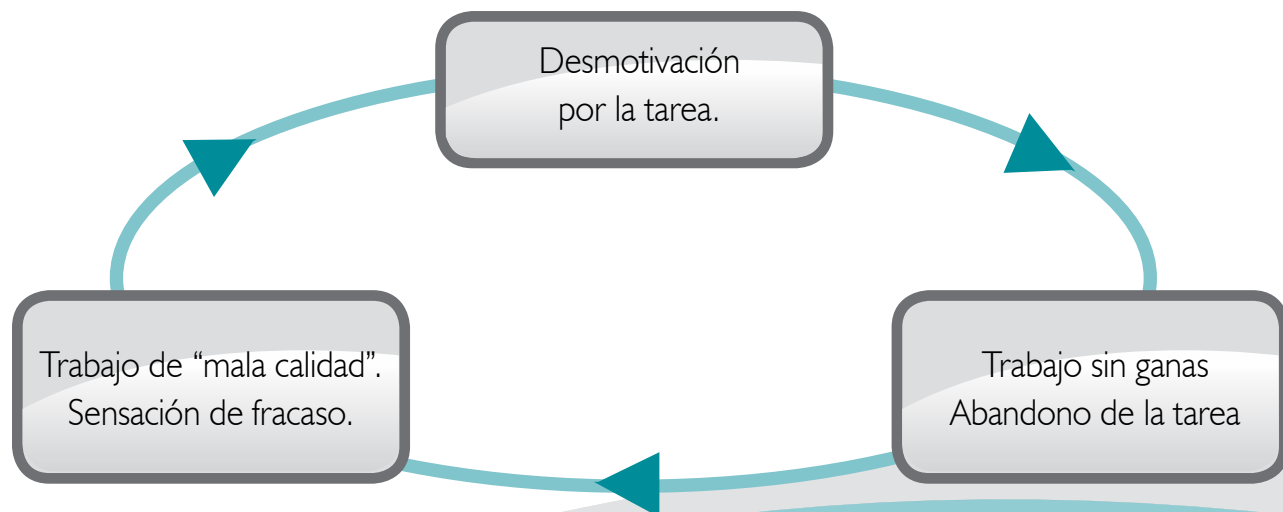 Desmotivación
por la tarea.
Trabajo de “mala calidad”.
Sensación de fracaso.
Trabajo sin ganas
Abandono de la tarea